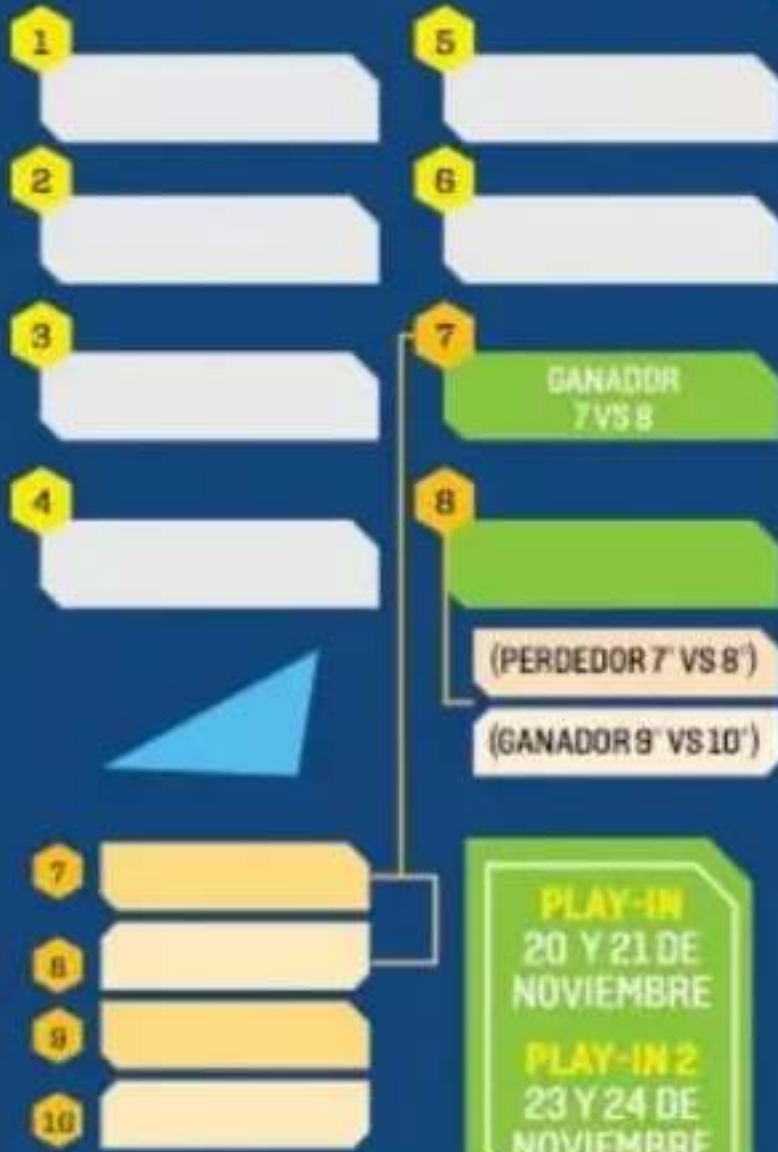 1
5
2
6
3
7
GANADOR
7 VS 8
4
8
(PERDEDOR 7° VS 8°)
(GANADOR 9° VS 10°)
7
8
9
10
PLAY-IN
20 Y 21 DE
NOVIEMBRE
PLAY-IN 2
23 Y 24 DE
NOVIEMBRE